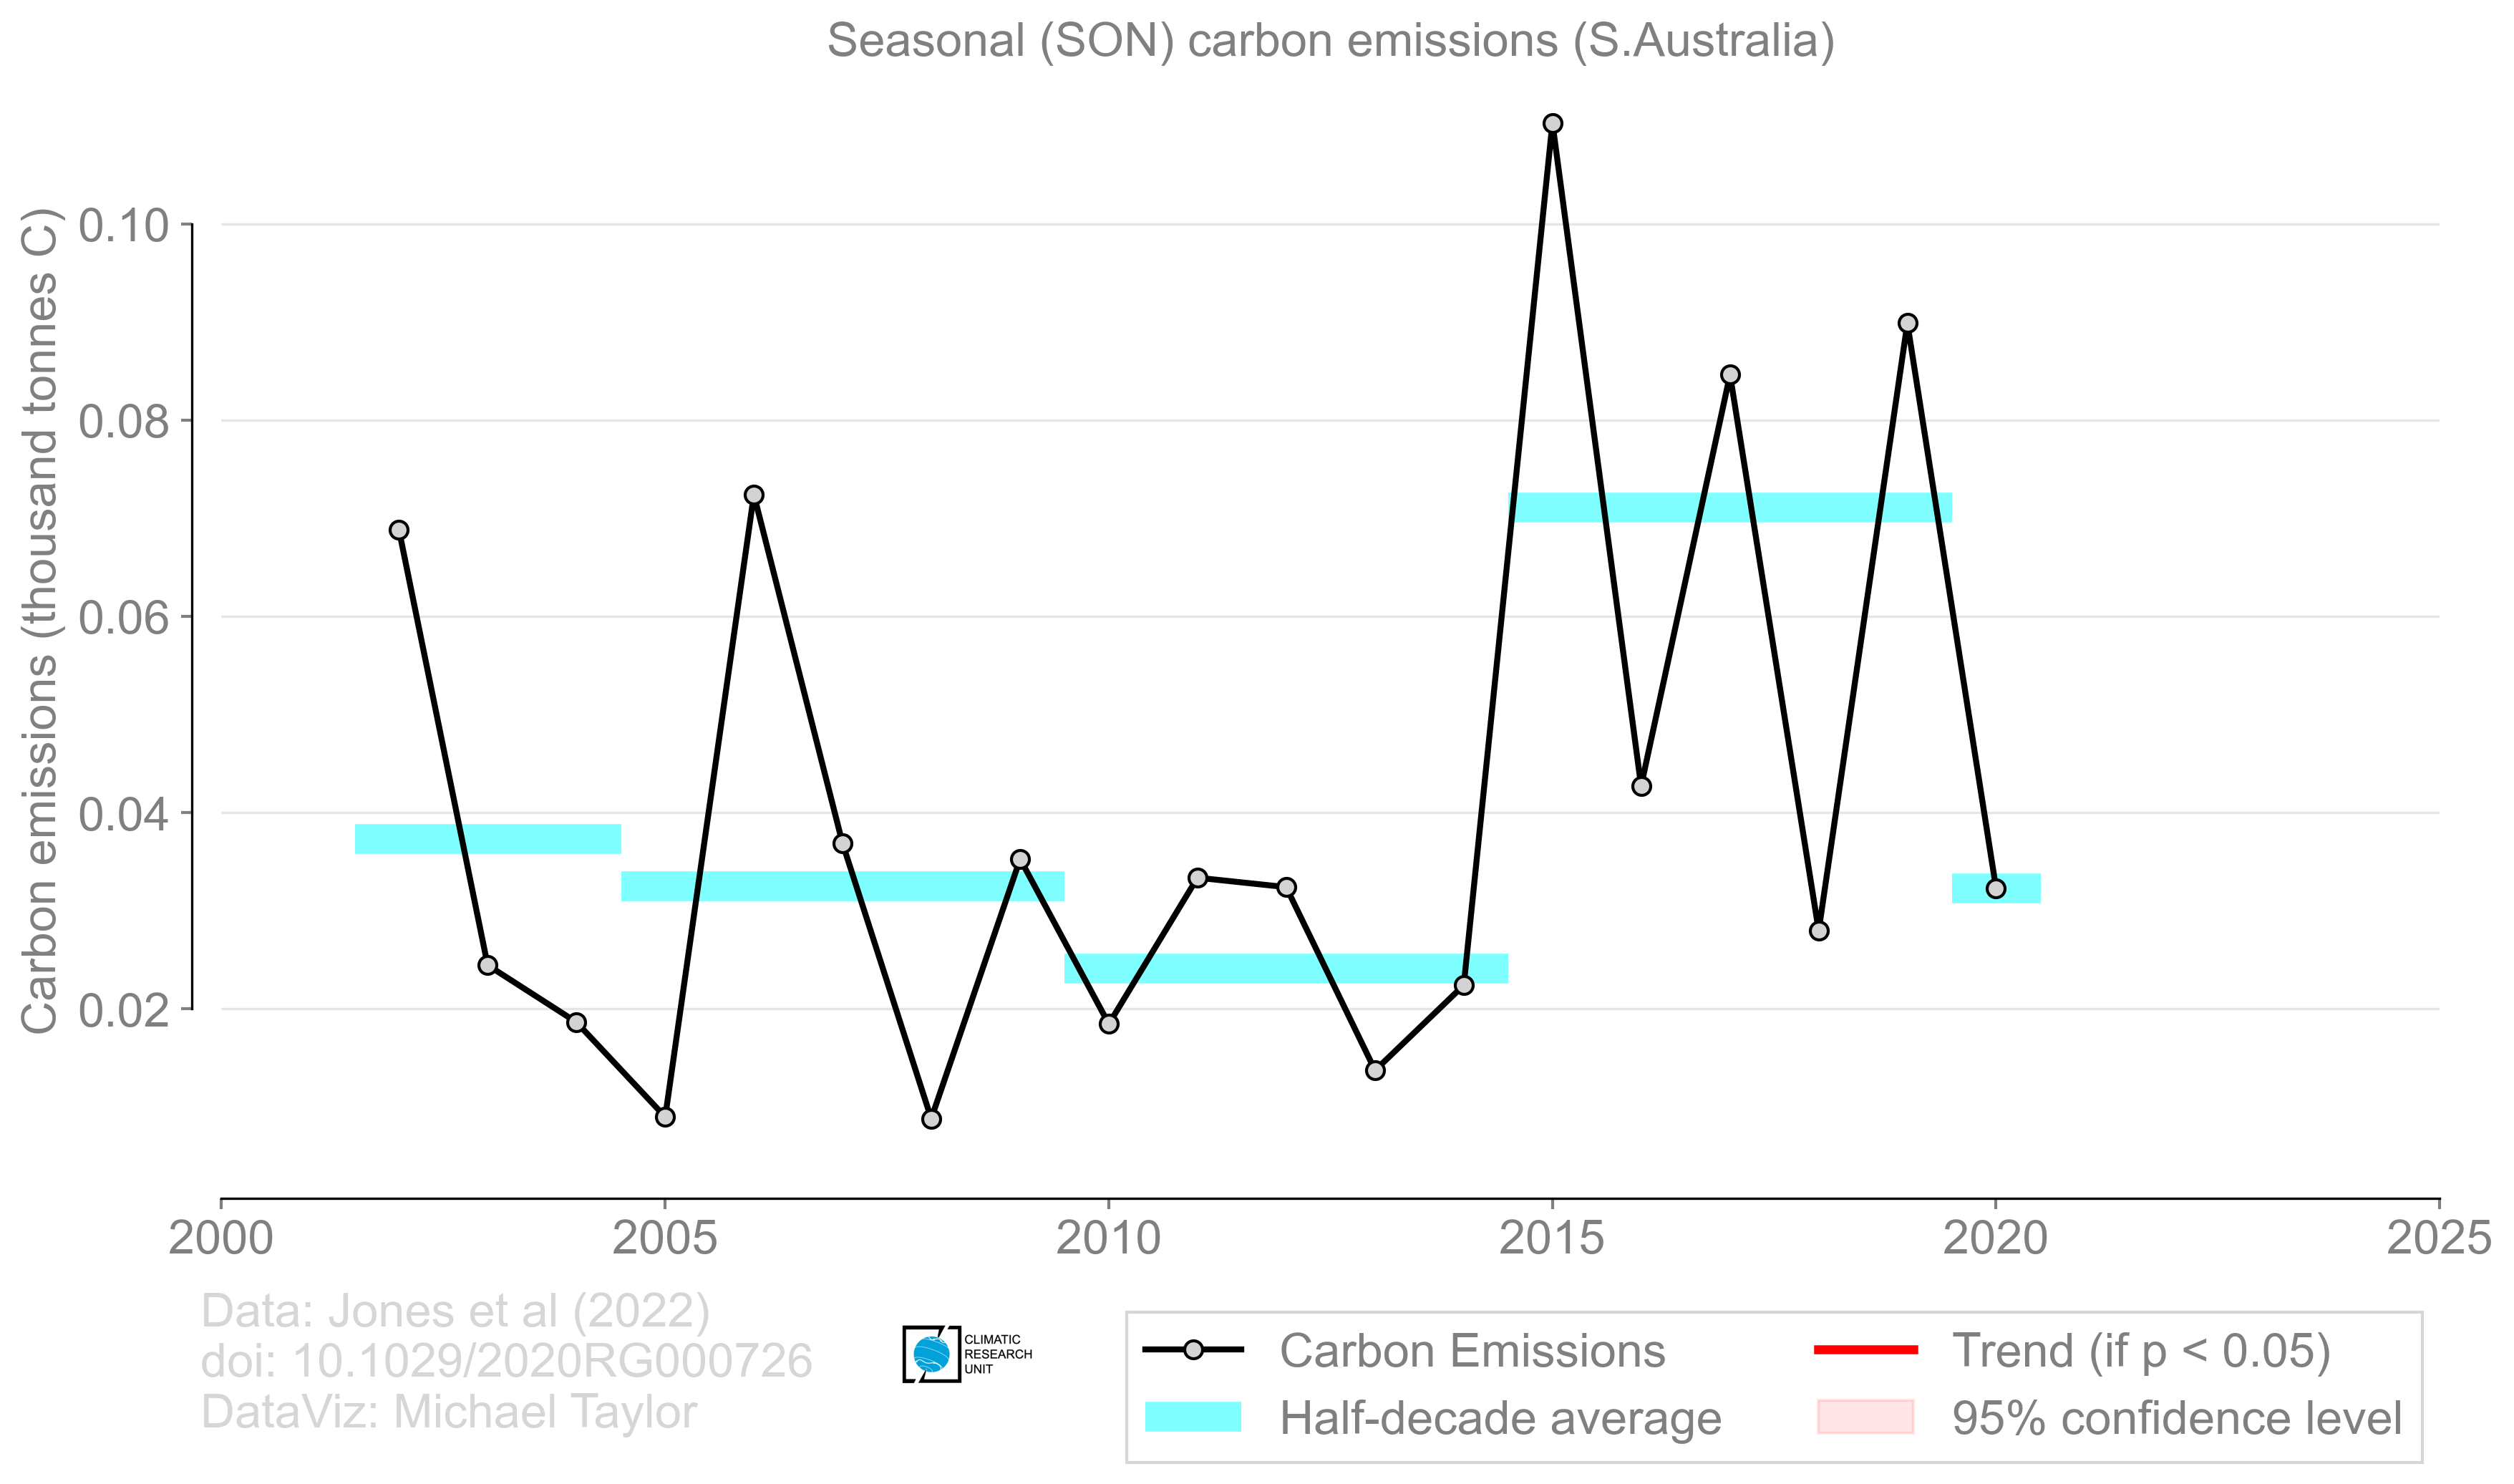 Seasonal (SON) carbon emissions (S.Australia)
Carbon emissions (thousand tonnes C)
0.10
0.08
0.06
0.04
0.02
2000
2005
2010
2015
2020
2025
Data: Jones et al (2022)
doi: 10.1029/2020RG000726
DataViz: Michael Taylor
CLIMATIC
RESEARCH
UNIT
Carbon Emissions
Half-decade average
Trend (if p < 0.05)
95% confidence level